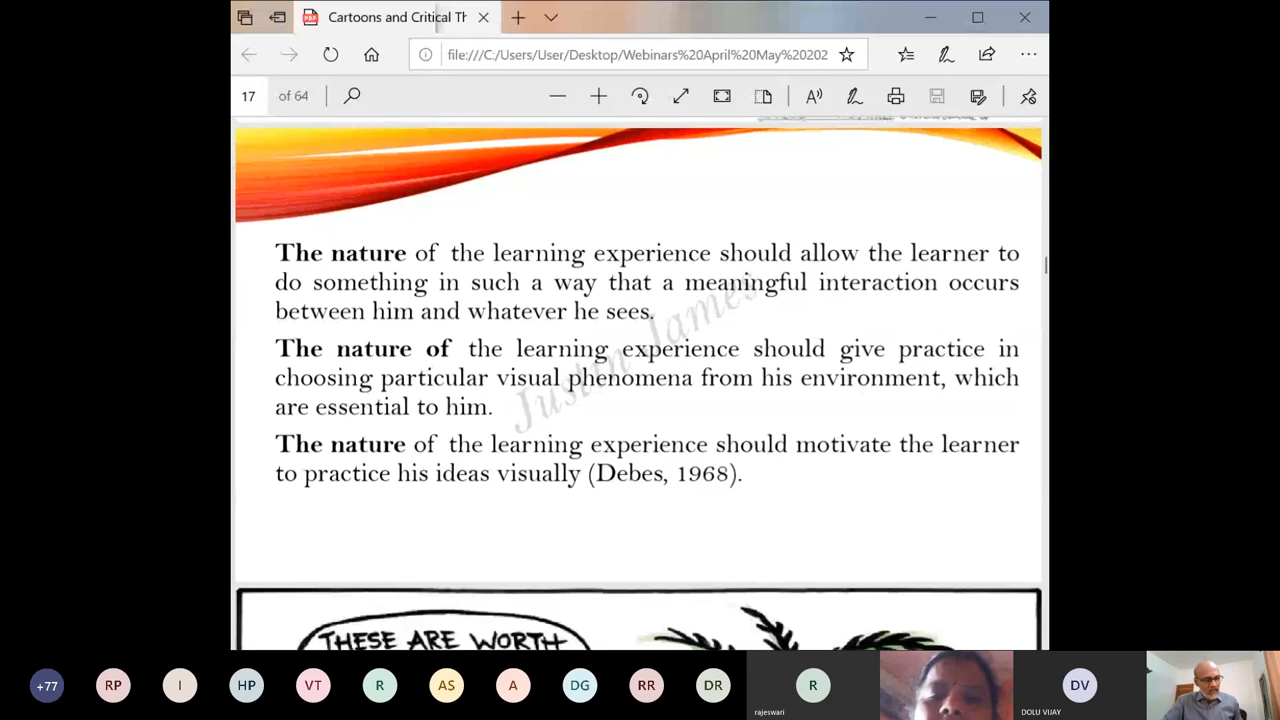 Cartoons and Critical Th
file:///C:/Users/User/Desktop/Webinars%20April%20May%20202
17 of 64
The nature of the learning experience should allow the learner to
do something in such a way that a meaningful interaction occurs
between him and whatever he sees.
The nature of the learning experience should give practice in
choosing particular visual phenomena from his environment, which
are essential to him.
The nature of the learning experience should motivate the learner
to practice his ideas visually (Debes, 1968).
Justin James
THESE ARE WORTH
+77 RP I HP VT R AS A DG RR DR R DV
rajeswari
DOLU VIJAY